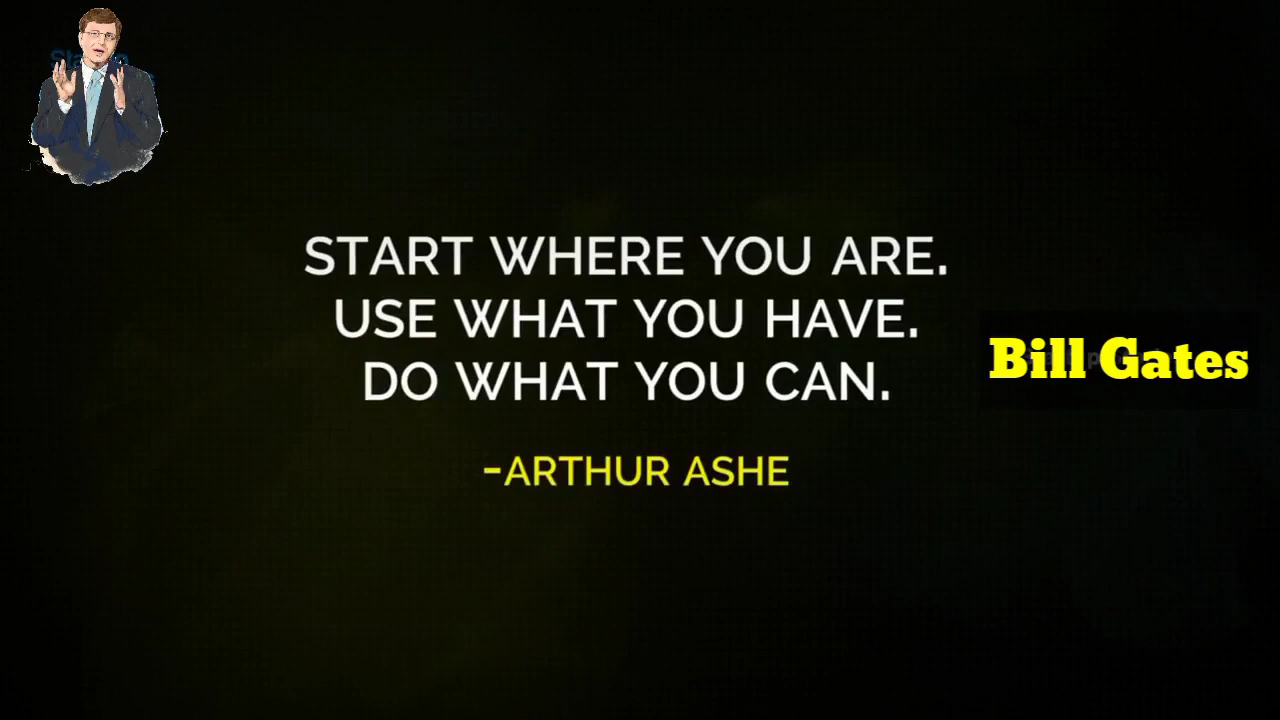 START WHERE YOU ARE.
USE WHAT YOU HAVE.
DO WHAT YOU CAN.
-ARTHUR ASHE
Bill Gates